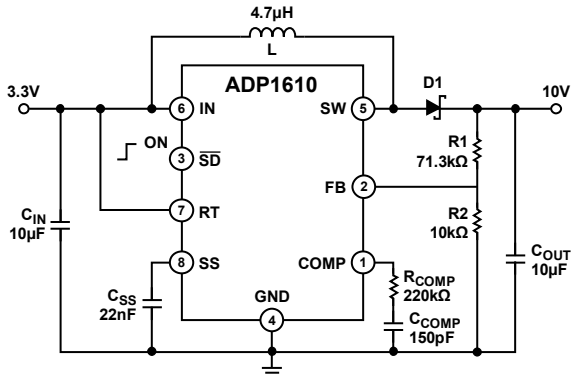 4.7µH
L
ADP1610
3.3V
6 IN
SW 5
D1
10V
ON
3 SD
R1
71.3kΩ
FB 2
7 RT
R2
10kΩ
CIN
10µF
8 SS
COMP 1
COUT
10µF
CSS
22nF
GND
4
RCOMP
220kΩ
CCOMP
150pF